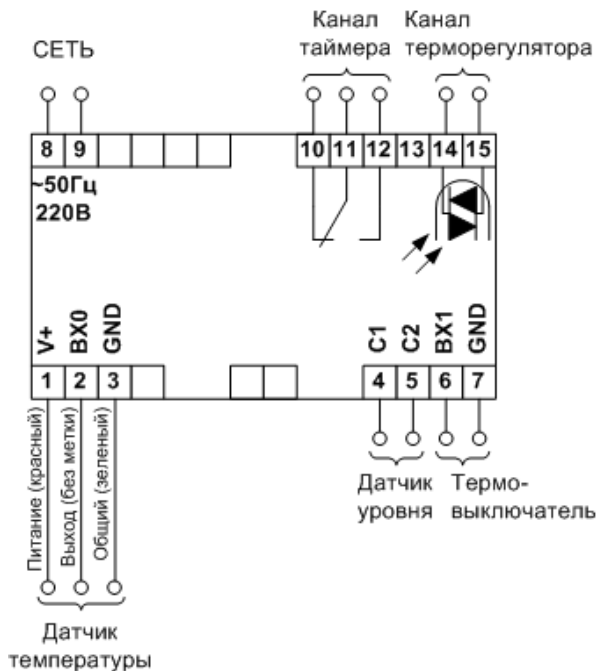 Канал Канал
таймера терморегулятора
СЕТЬ
8 9 10 11 12 13 14 15
~50Гц
220В
V+ ВХ0 GND C1 C2 ВХ1 GND
1 2 3 4 5 6 7
Питание (красный)
Выход (без метки)
Общий (зеленый)
Датчик
уровня
Термо-
выключатель
Датчик
температуры